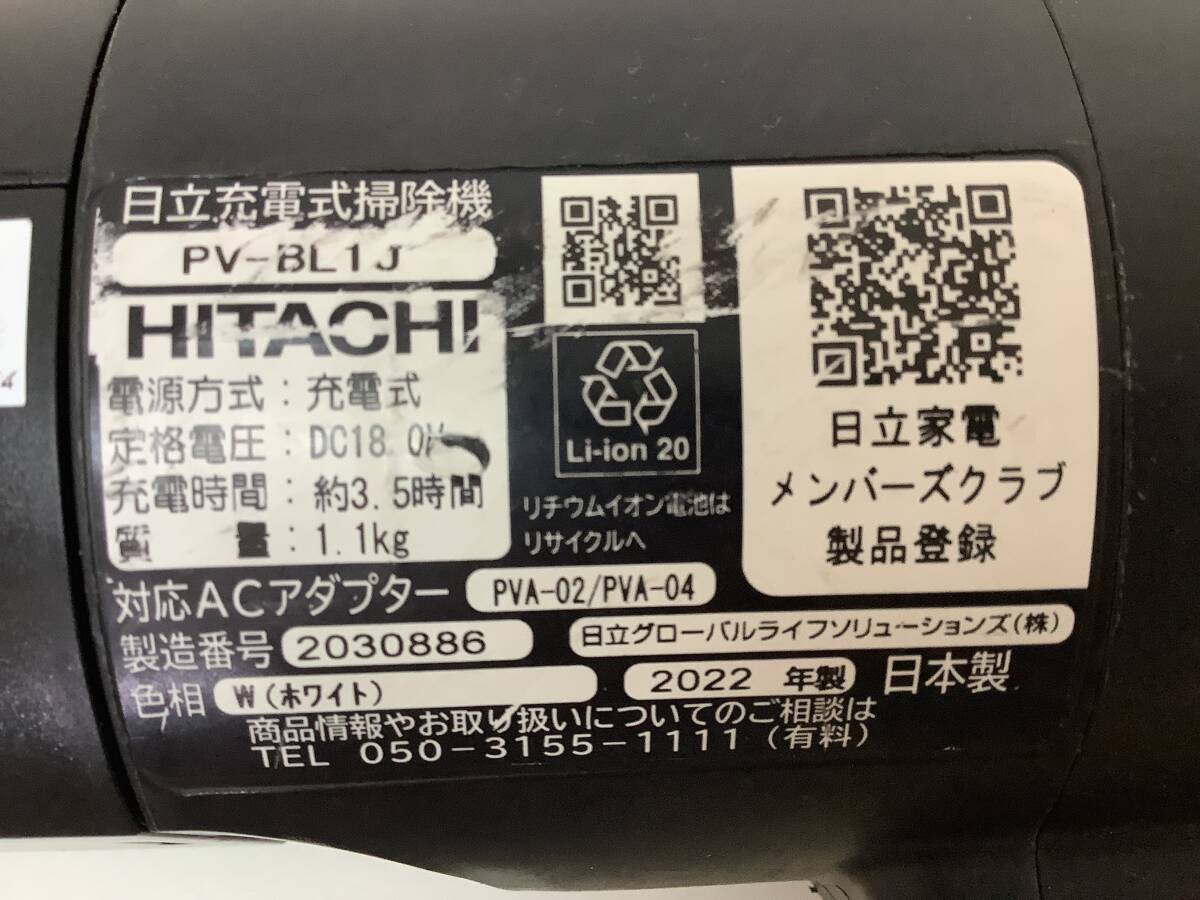 日立充電式掃除機
PV-BL1J
HITACHI
電源方式：充電式
定格電圧：DC18.0V
充電時間：約3.5時間
質　　量：1.1kg
Li-ion 20
リチウムイオン電池は
リサイクルへ
日立家電
メンバーズクラブ
製品登録
対応ACアダプター PVA-02/PVA-04
製造番号 2030886 日立グローバルライフソリューションズ(株)
色相 W(ホワイト) 2022 年製 日本製
商品情報やお取り扱いについてのご相談は
TEL 050-3155-1111（有料）